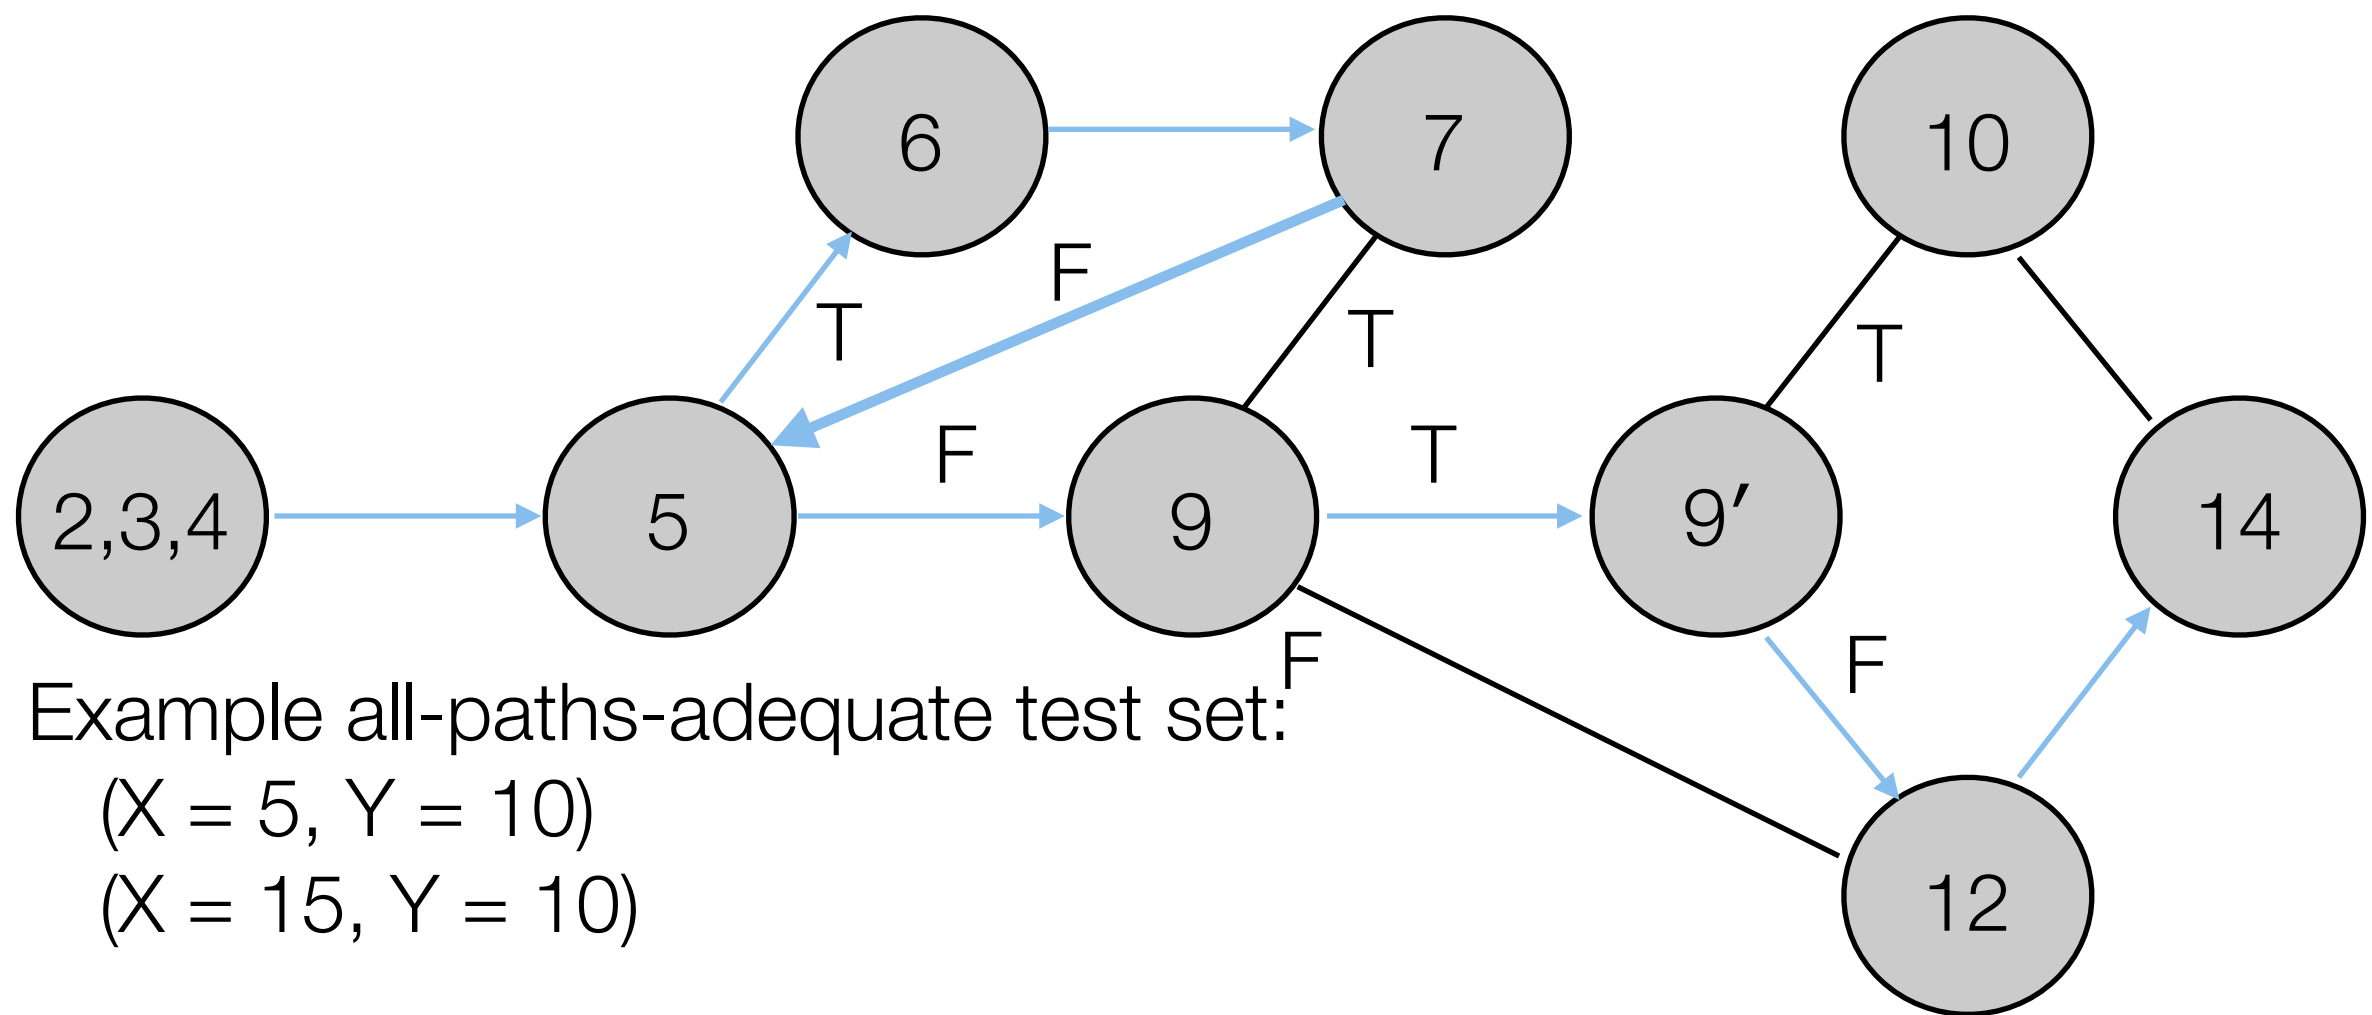 6
7
10
F
T
T
T
F
T
2,3,4
5
9
9′
14
F
F
Example all-paths-adequate test set:
(X = 5, Y = 10)
(X = 15, Y = 10)
12